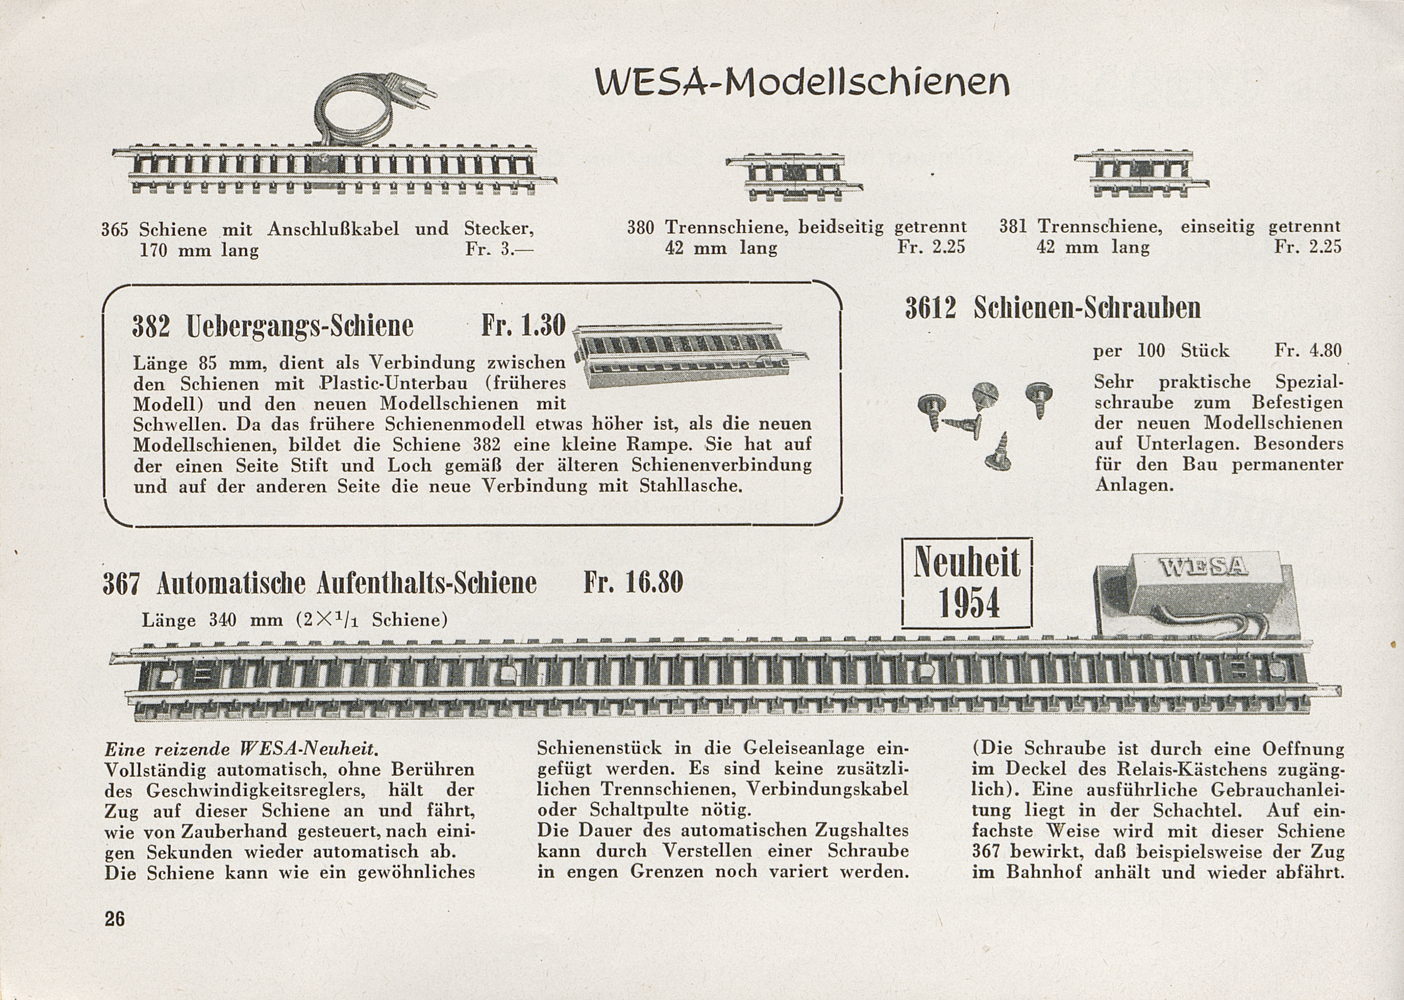 WESA-Modellschienen
365 Schiene mit Anschlußkabel und Stecker,
170 mm lang Fr. 3.—
380 Trennschiene, beidseitig getrennt
42 mm lang Fr. 2.25
381 Trennschiene, einseitig getrennt
42 mm lang Fr. 2.25
382 Uebergangs-Schiene Fr. 1.30
Länge 85 mm, dient als Verbindung zwischen
den Schienen mit Plastic-Unterbau (früheres
Modell) und den neuen Modellschienen mit
Schwellen. Da das frühere Schienenmodell etwas höher ist, als die neuen
Modellschienen, bildet die Schiene 382 eine kleine Rampe. Sie hat auf
der einen Seite Stift und Loch gemäß der älteren Schienenverbindung
und auf der anderen Seite die neue Verbindung mit Stahllasche.
3612 Schienen-Schrauben
per 100 Stück Fr. 4.80
Sehr praktische Spezial-
schraube zum Befestigen
der neuen Modellschienen
auf Unterlagen. Besonders
für den Bau permanenter
Anlagen.
367 Automatische Aufenthalts-Schiene Fr. 16.80
Länge 340 mm (2×1/1 Schiene)
Neuheit
1954
WESA
Eine reizende WESA-Neuheit.
Vollständig automatisch, ohne Berühren
des Geschwindigkeitsreglers, hält der
Zug auf dieser Schiene an und fährt,
wie von Zauberhand gesteuert, nach eini-
gen Sekunden wieder automatisch ab.
Die Schiene kann wie ein gewöhnliches
Schienenstück in die Geleiseanlage ein-
gefügt werden. Es sind keine zusätzli-
lichen Trennschienen, Verbindungskabel
oder Schaltpulte nötig.
Die Dauer des automatischen Zugshaltes
kann durch Verstellen einer Schraube
in engen Grenzen noch variert werden.
(Die Schraube ist durch eine Oeffnung
im Deckel des Relais-Kästchens zugäng-
lich). Eine ausführliche Gebrauchanlei-
tung liegt in der Schachtel. Auf ein-
fachste Weise wird mit dieser Schiene
367 bewirkt, daß beispielsweise der Zug
im Bahnhof anhält und wieder abfährt.
26